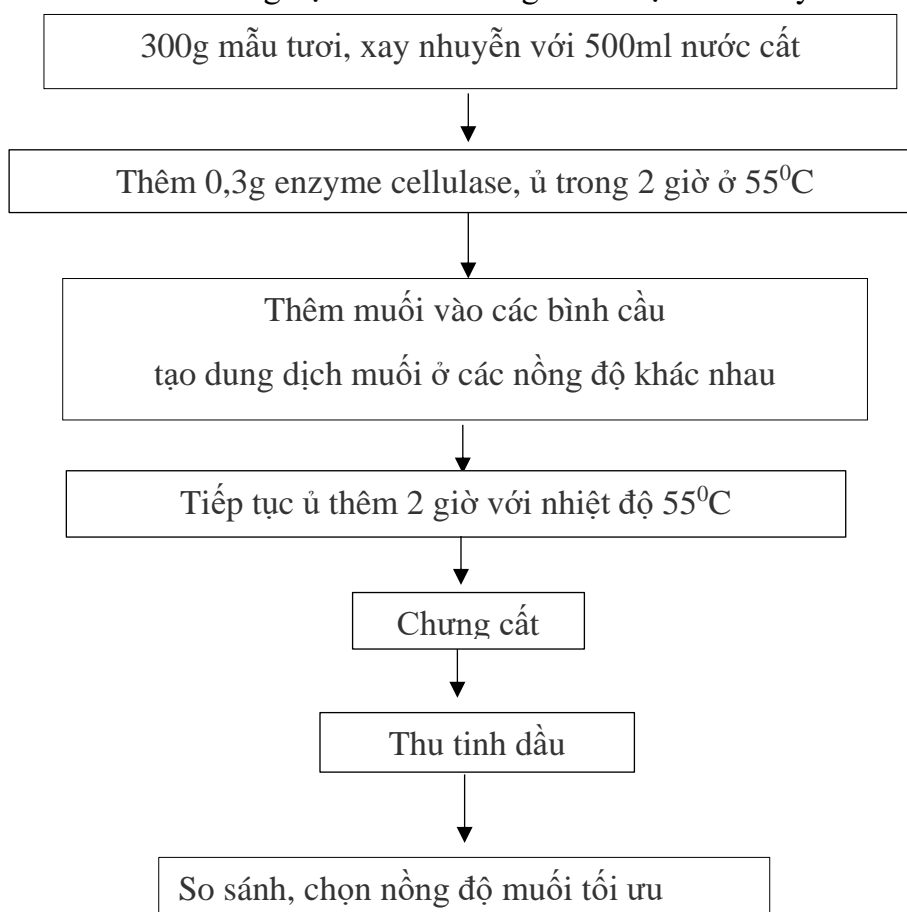 300g mẫu tươi, xay nhuyễn với 500ml nước cất
Thêm 0,3g enzyme cellulase, ủ trong 2 giờ ở 55⁰C
Thêm muối vào các bình cầu
tạo dung dịch muối ở các nồng độ khác nhau
Tiếp tục ủ thêm 2 giờ với nhiệt độ 55⁰C
Chưng cất
Thu tinh dầu
So sánh, chọn nồng độ muối tối ưu